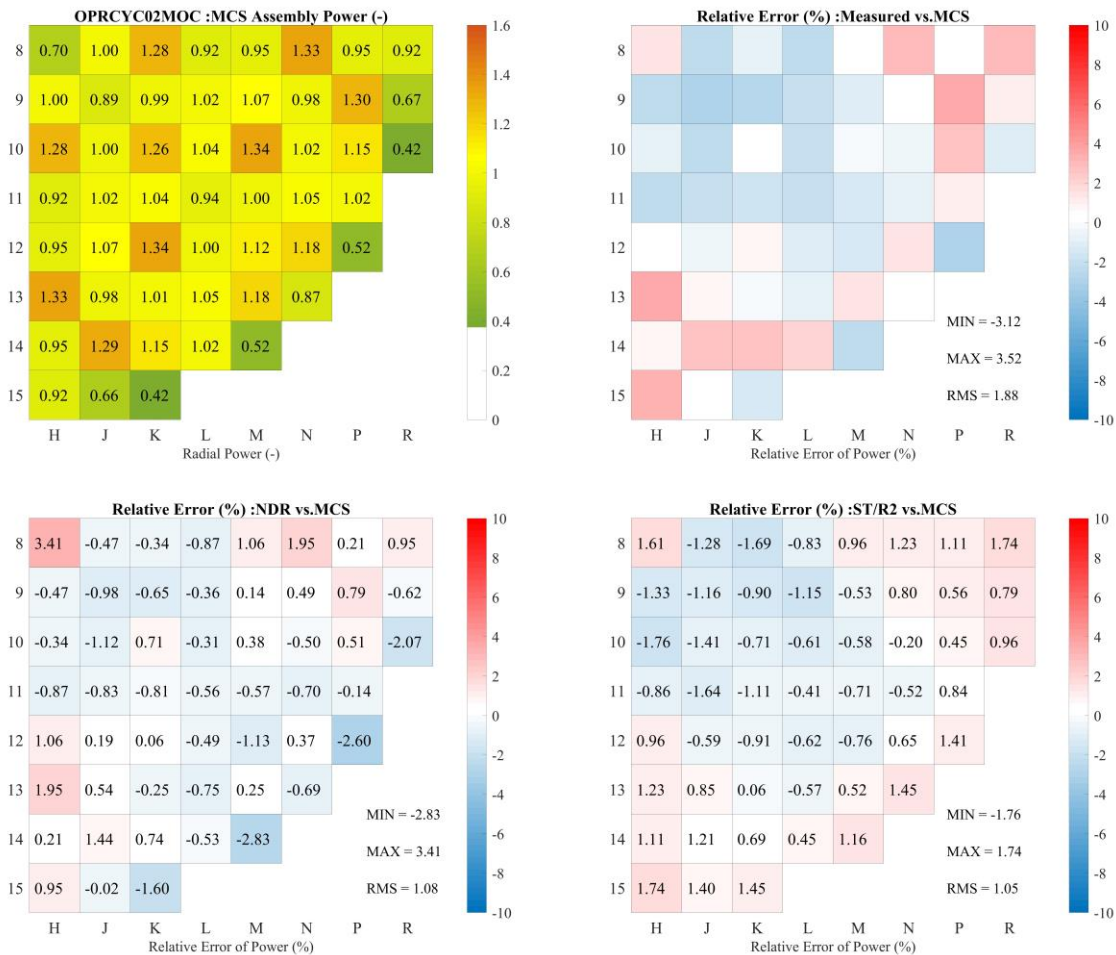 OPRCYC02MOC :MCS Assembly Power (-)
8 0.70 1.00 1.28 0.92 0.95 1.33 0.95 0.92
9 1.00 0.89 0.99 1.02 1.07 0.98 1.30 0.67
10 1.28 1.00 1.26 1.04 1.34 1.02 1.15 0.42
11 0.92 1.02 1.04 0.94 1.00 1.05 1.02
12 0.95 1.07 1.34 1.00 1.12 1.18 0.52
13 1.33 0.98 1.01 1.05 1.18 0.87
14 0.95 1.29 1.15 1.02 0.52
15 0.92 0.66 0.42
H J K L M N P R
Radial Power (-)
1.6
1.4
1.2
1
0.8
0.6
0.4
0.2
0
Relative Error (%) :Measured vs.MCS
8
9
10
11
12
13
14
15
MIN = -3.12
MAX = 3.52
RMS = 1.88
H J K L M N P R
Relative Error of Power (%)
10
8
6
4
2
0
-2
-4
-6
-8
-10
Relative Error (%) :NDR vs.MCS
8 3.41 -0.47 -0.34 -0.87 1.06 1.95 0.21 0.95
9 -0.47 -0.98 -0.65 -0.36 0.14 0.49 0.79 -0.62
10 -0.34 -1.12 0.71 -0.31 0.38 -0.50 0.51 -2.07
11 -0.87 -0.83 -0.81 -0.56 -0.57 -0.70 -0.14
12 1.06 0.19 0.06 -0.49 -1.13 0.37 -2.60
13 1.95 0.54 -0.25 -0.75 0.25 -0.69
14 0.21 1.44 0.74 -0.53 -2.83
15 0.95 -0.02 -1.60
MIN = -2.83
MAX = 3.41
RMS = 1.08
H J K L M N P R
Relative Error of Power (%)
10
8
6
4
2
0
-2
-4
-6
-8
-10
Relative Error (%) :ST/R2 vs.MCS
8 1.61 -1.28 -1.69 -0.83 0.96 1.23 1.11 1.74
9 -1.33 -1.16 -0.90 -1.15 -0.53 0.80 0.56 0.79
10 -1.76 -1.41 -0.71 -0.61 -0.58 -0.20 0.45 0.96
11 -0.86 -1.64 -1.11 -0.41 -0.71 -0.52 0.84
12 0.96 -0.59 -0.91 -0.62 -0.76 0.65 1.41
13 1.23 0.85 0.06 -0.57 0.52 1.45
14 1.11 1.21 0.69 0.45 1.16
15 1.74 1.40 1.45
MIN = -1.76
MAX = 1.74
RMS = 1.05
H J K L M N P R
Relative Error of Power (%)
10
8
6
4
2
0
-2
-4
-6
-8
-10